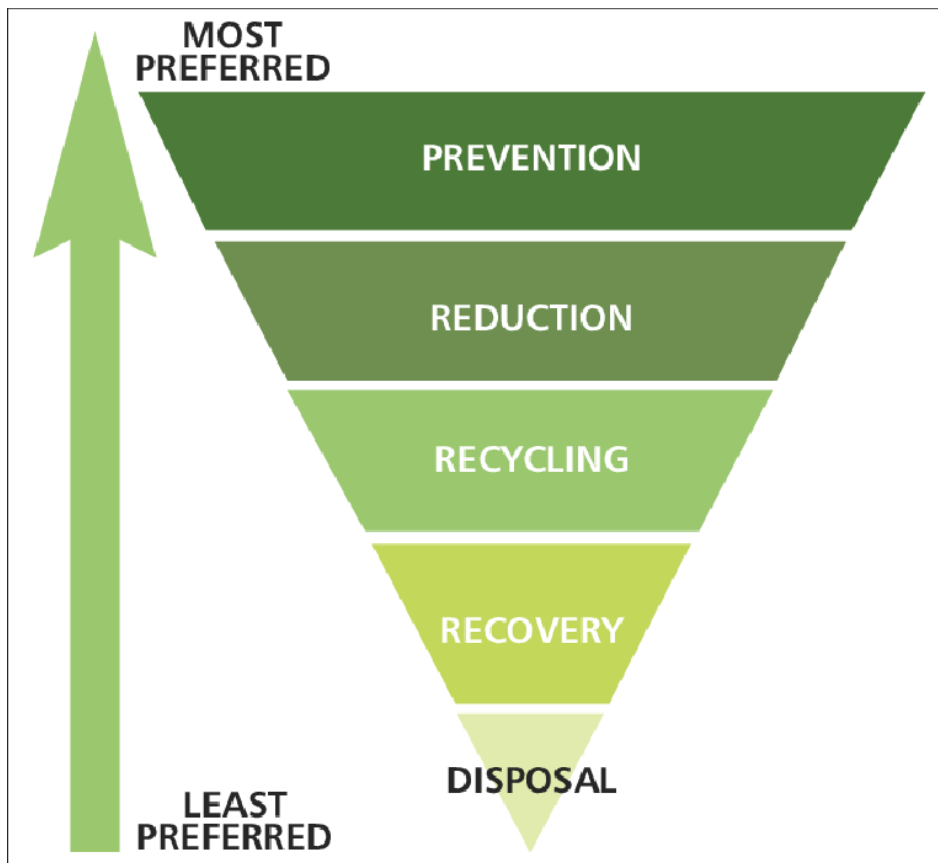 MOST
PREFERRED
PREVENTION
REDUCTION
RECYCLING
RECOVERY
DISPOSAL
LEAST
PREFERRED